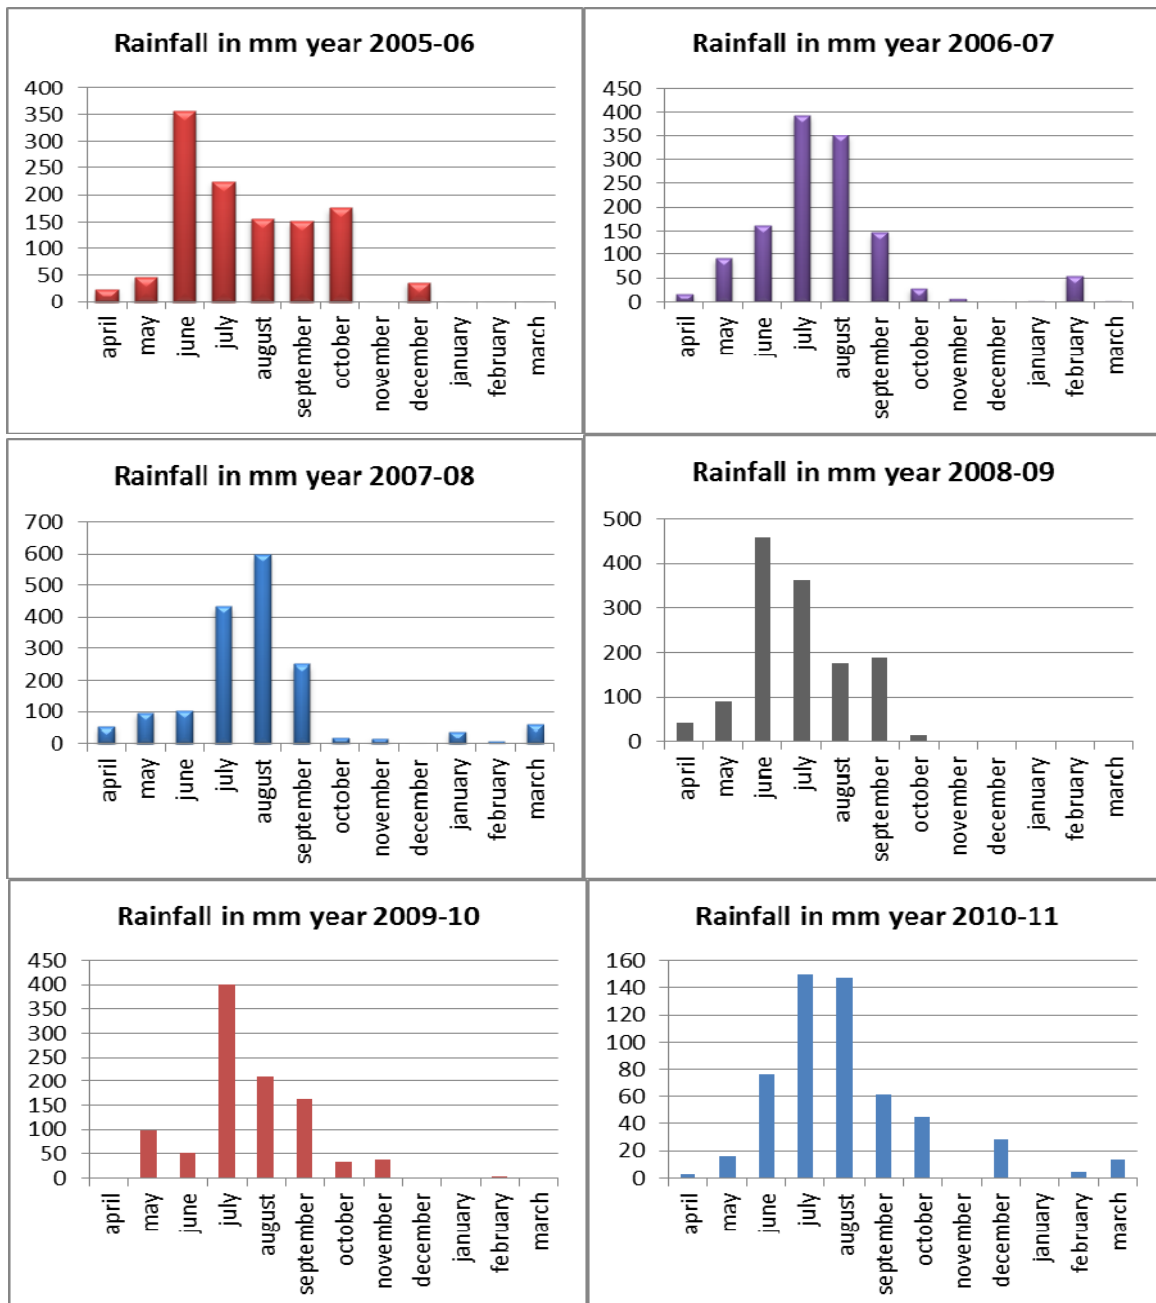 Rainfall in mm year 2005-06
400
350
300
250
200
150
100
50
0
april
may
june
july
august
september
october
november
december
january
february
march
Rainfall in mm year 2006-07
450
400
350
300
250
200
150
100
50
0
april
may
june
july
august
september
october
november
december
january
february
march
Rainfall in mm year 2007-08
700
600
500
400
300
200
100
0
april
may
june
july
august
september
october
november
december
january
february
march
Rainfall in mm year 2008-09
500
400
300
200
100
0
april
may
june
july
august
september
october
november
december
january
february
march
Rainfall in mm year 2009-10
450
400
350
300
250
200
150
100
50
0
april
may
june
july
august
september
october
november
december
january
february
march
Rainfall in mm year 2010-11
160
140
120
100
80
60
40
20
0
april
may
june
july
august
september
october
november
december
january
february
march